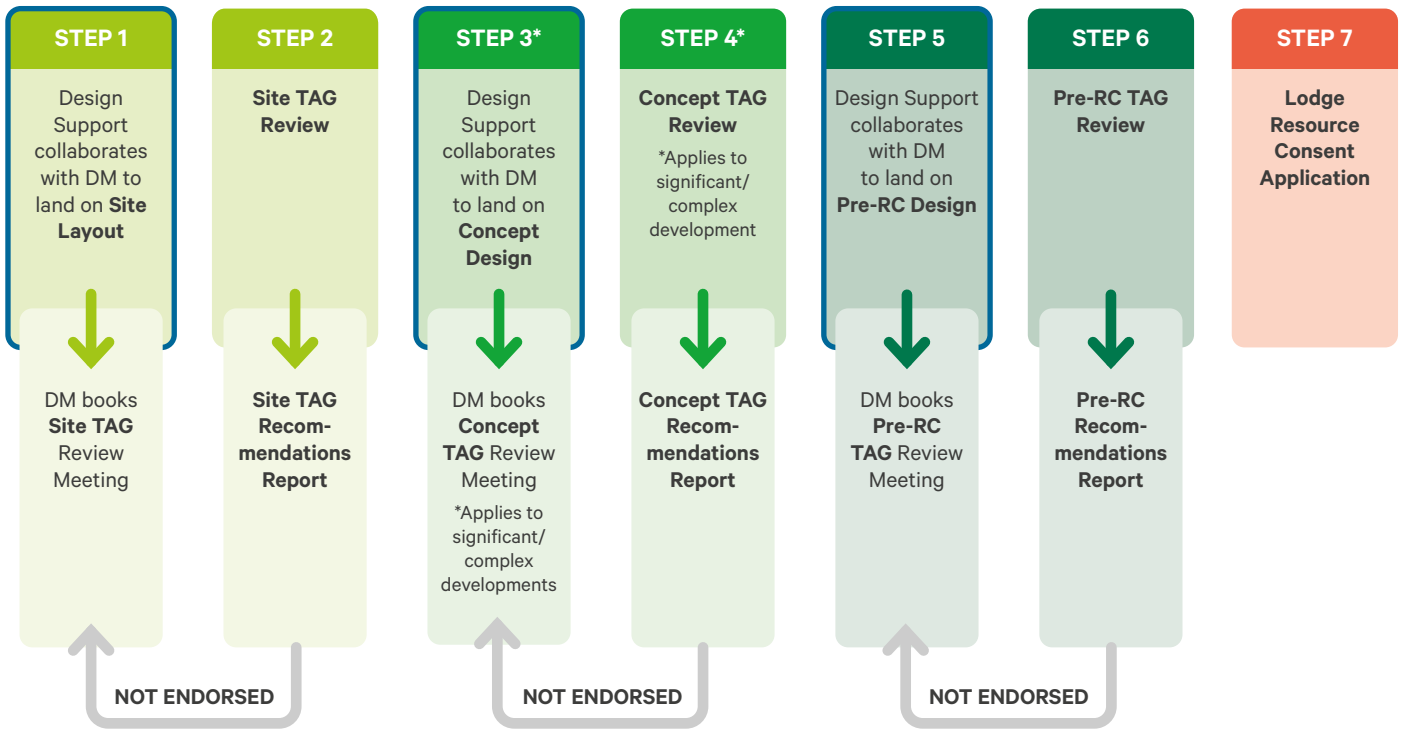 STEP 1
Design
Support
collaborates
with DM to
land on Site
Layout
DM books
Site TAG
Review
Meeting
STEP 2
Site TAG
Review
Site TAG
Recom-
mendations
Report
NOT ENDORSED
STEP 3*
Design
Support
collaborates
with DM
to land on
Concept
Design
DM books
Concept
TAG Review
Meeting
*Applies to
significant/
complex
developments
STEP 4*
Concept TAG
Review
*Applies to
significant/
complex
development
Concept TAG
Recom-
mendations
Report
NOT ENDORSED
STEP 5
Design Support
collaborates
with DM
to land on
Pre-RC Design
DM books
Pre-RC
TAG Review
Meeting
STEP 6
Pre-RC TAG
Review
Pre-RC
Recom-
mendations
Report
NOT ENDORSED
STEP 7
Lodge
Resource
Consent
Application